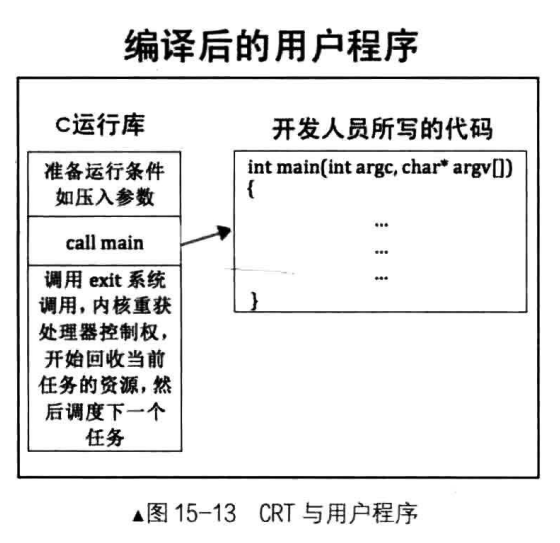 编译后的用户程序
C运行库
准备运行条件
如压入参数
call main
调用 exit 系统
调用，内核重获
处理器控制权，
开始回收当前
任务的资源，然
后调度下一个
任务
开发人员所写的代码
int main(int argc, char* argv[])
{
...
...
...
}
▲图 15-13 CRT 与用户程序